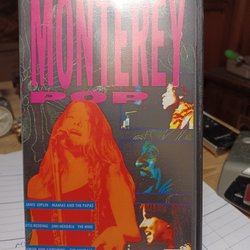 MONTEREY
POP
JANIS JOPLIN · MAMAS AND THE PAPAS
OTIS REDDING · JIMI HENDRIX · THE WHO